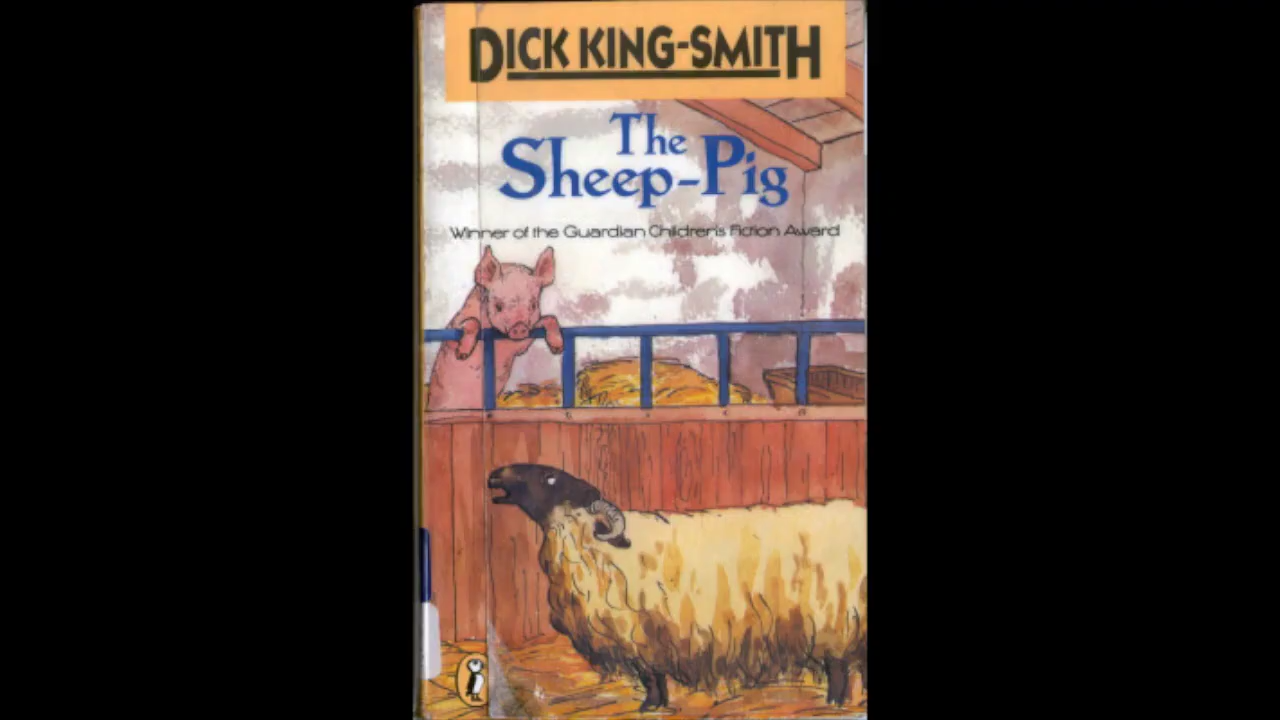 DICK KING-SMITH
The
Sheep-Pig
Winner of the Guardian Children's Fiction Award